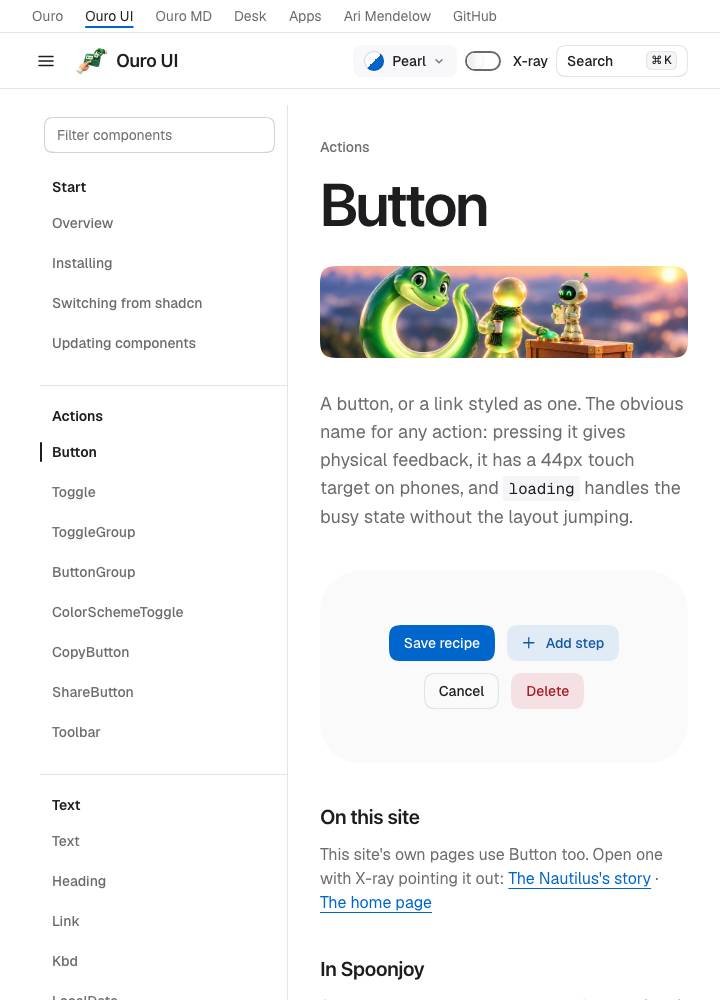 Ouro
Ouro UI
Ouro MD
Desk
Apps
Ari Mendelow
GitHub
Ouro UI
Pearl
X-ray
Search
⌘ K
Filter components
Start
Overview
Installing
Switching from shadcn
Updating components
Actions
Button
Toggle
ToggleGroup
ButtonGroup
ColorSchemeToggle
CopyButton
ShareButton
Toolbar
Text
Text
Heading
Link
Kbd
Actions
Button
A button, or a link styled as one. The obvious
name for any action: pressing it gives
physical feedback, it has a 44px touch
target on phones, and loading handles the
busy state without the layout jumping.
Save recipe
Add step
Cancel
Delete
On this site
This site's own pages use Button too. Open one
with X-ray pointing it out: The Nautilus's story ·
The home page
In Spoonjoy